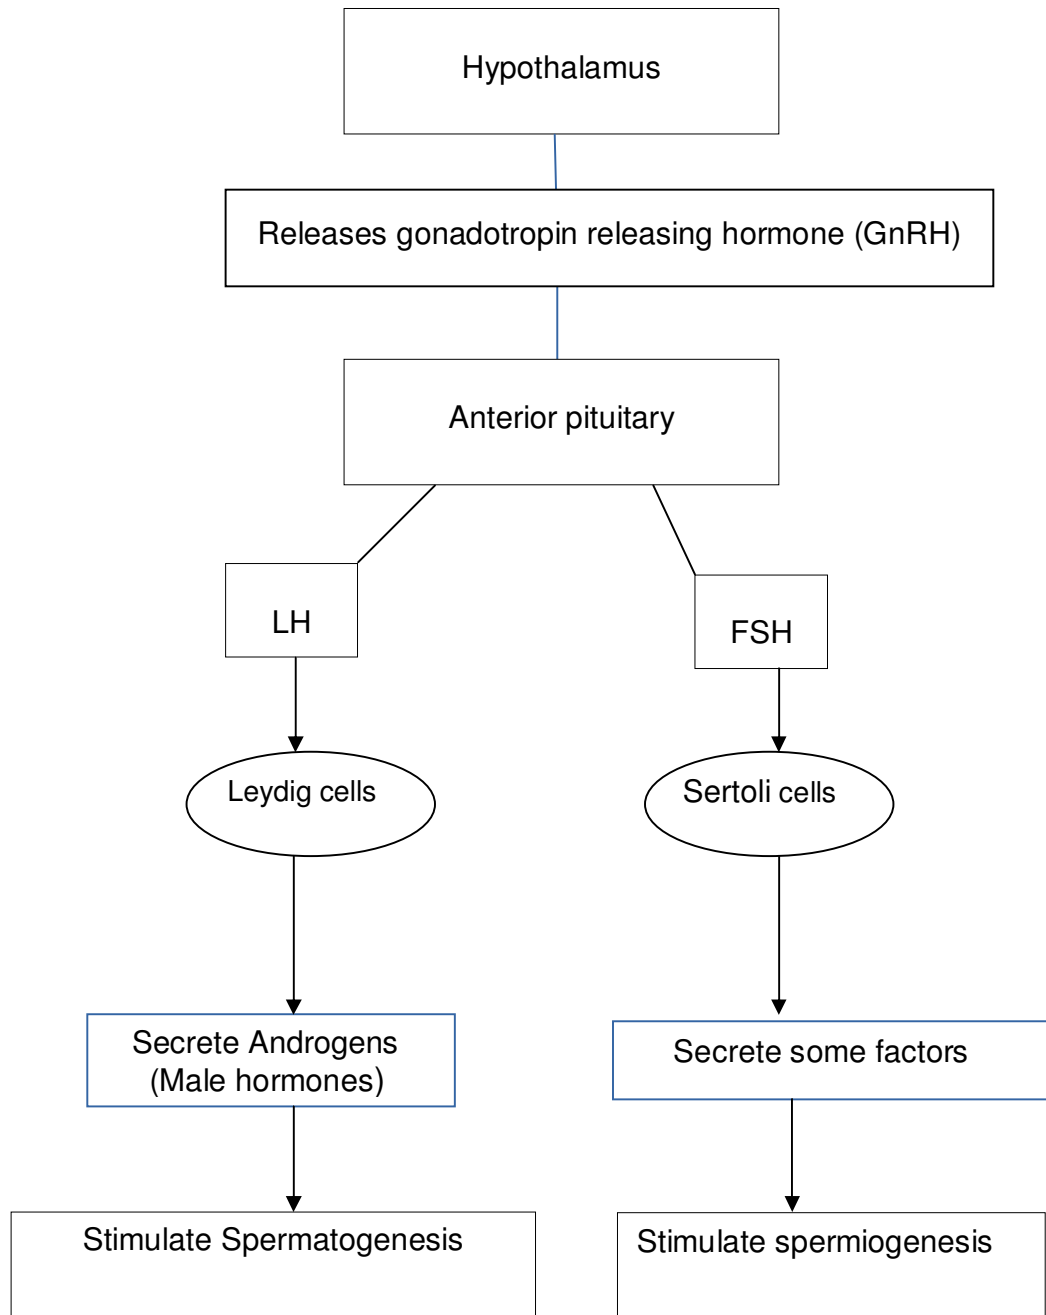 Hypothalamus
Releases gonadotropin releasing hormone (GnRH)
Anterior pituitary
LH
FSH
Leydig cells
Sertoli cells
Secrete Androgens
(Male hormones)
Secrete some factors
Stimulate Spermatogenesis
Stimulate spermiogenesis